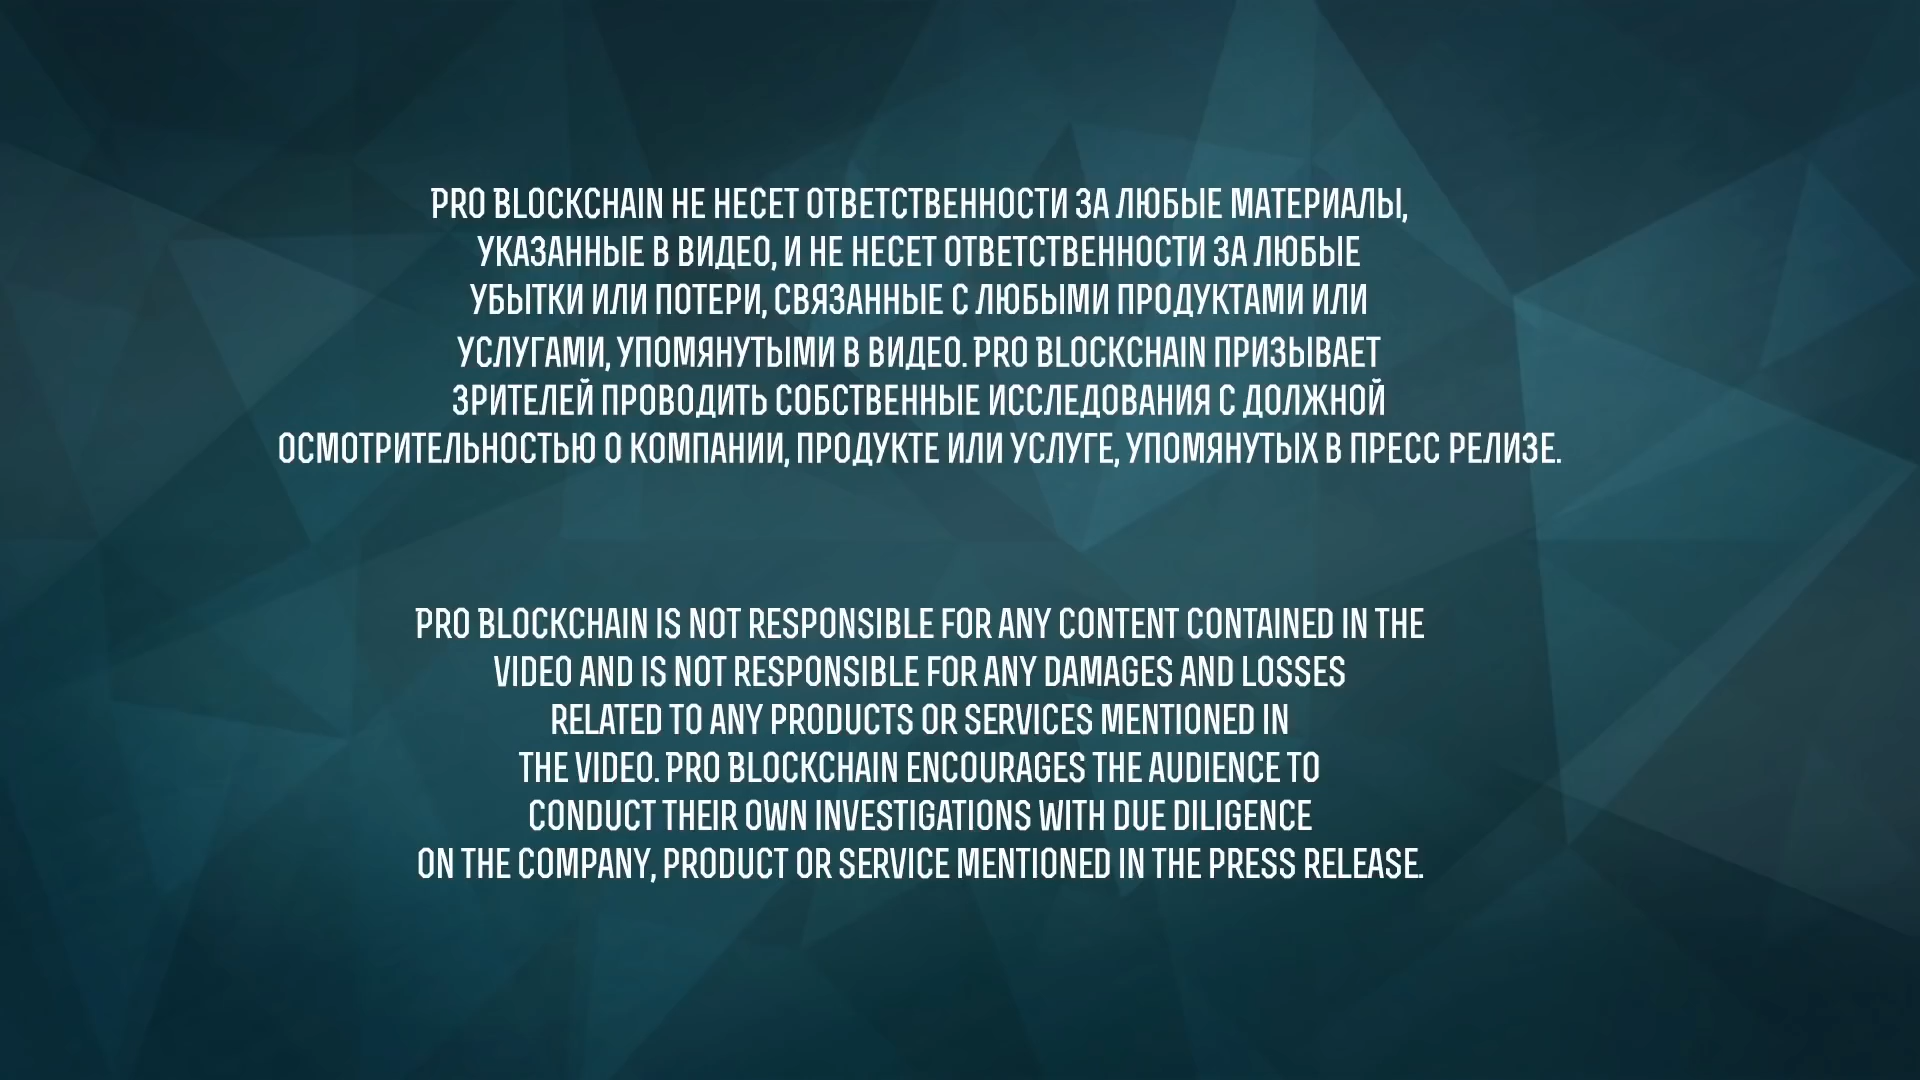 PRO BLOCKCHAIN НЕ НЕСЕТ ОТВЕТСТВЕННОСТИ ЗА ЛЮБЫЕ МАТЕРИАЛЫ,
УКАЗАННЫЕ В ВИДЕО, И НЕ НЕСЕТ ОТВЕТСТВЕННОСТИ ЗА ЛЮБЫЕ
УБЫТКИ ИЛИ ПОТЕРИ, СВЯЗАННЫЕ С ЛЮБЫМИ ПРОДУКТАМИ ИЛИ
УСЛУГАМИ, УПОМЯНУТЫМИ В ВИДЕО. PRO BLOCKCHAIN ПРИЗЫВАЕТ
ЗРИТЕЛЕЙ ПРОВОДИТЬ СОБСТВЕННЫЕ ИССЛЕДОВАНИЯ С ДОЛЖНОЙ
ОСМОТРИТЕЛЬНОСТЬЮ О КОМПАНИИ, ПРОДУКТЕ ИЛИ УСЛУГЕ, УПОМЯНУТЫХ В ПРЕСС РЕЛИЗЕ.
PRO BLOCKCHAIN IS NOT RESPONSIBLE FOR ANY CONTENT CONTAINED IN THE
VIDEO AND IS NOT RESPONSIBLE FOR ANY DAMAGES AND LOSSES
RELATED TO ANY PRODUCTS OR SERVICES MENTIONED IN
THE VIDEO. PRO BLOCKCHAIN ENCOURAGES THE AUDIENCE TO
CONDUCT THEIR OWN INVESTIGATIONS WITH DUE DILIGENCE
ON THE COMPANY, PRODUCT OR SERVICE MENTIONED IN THE PRESS RELEASE.